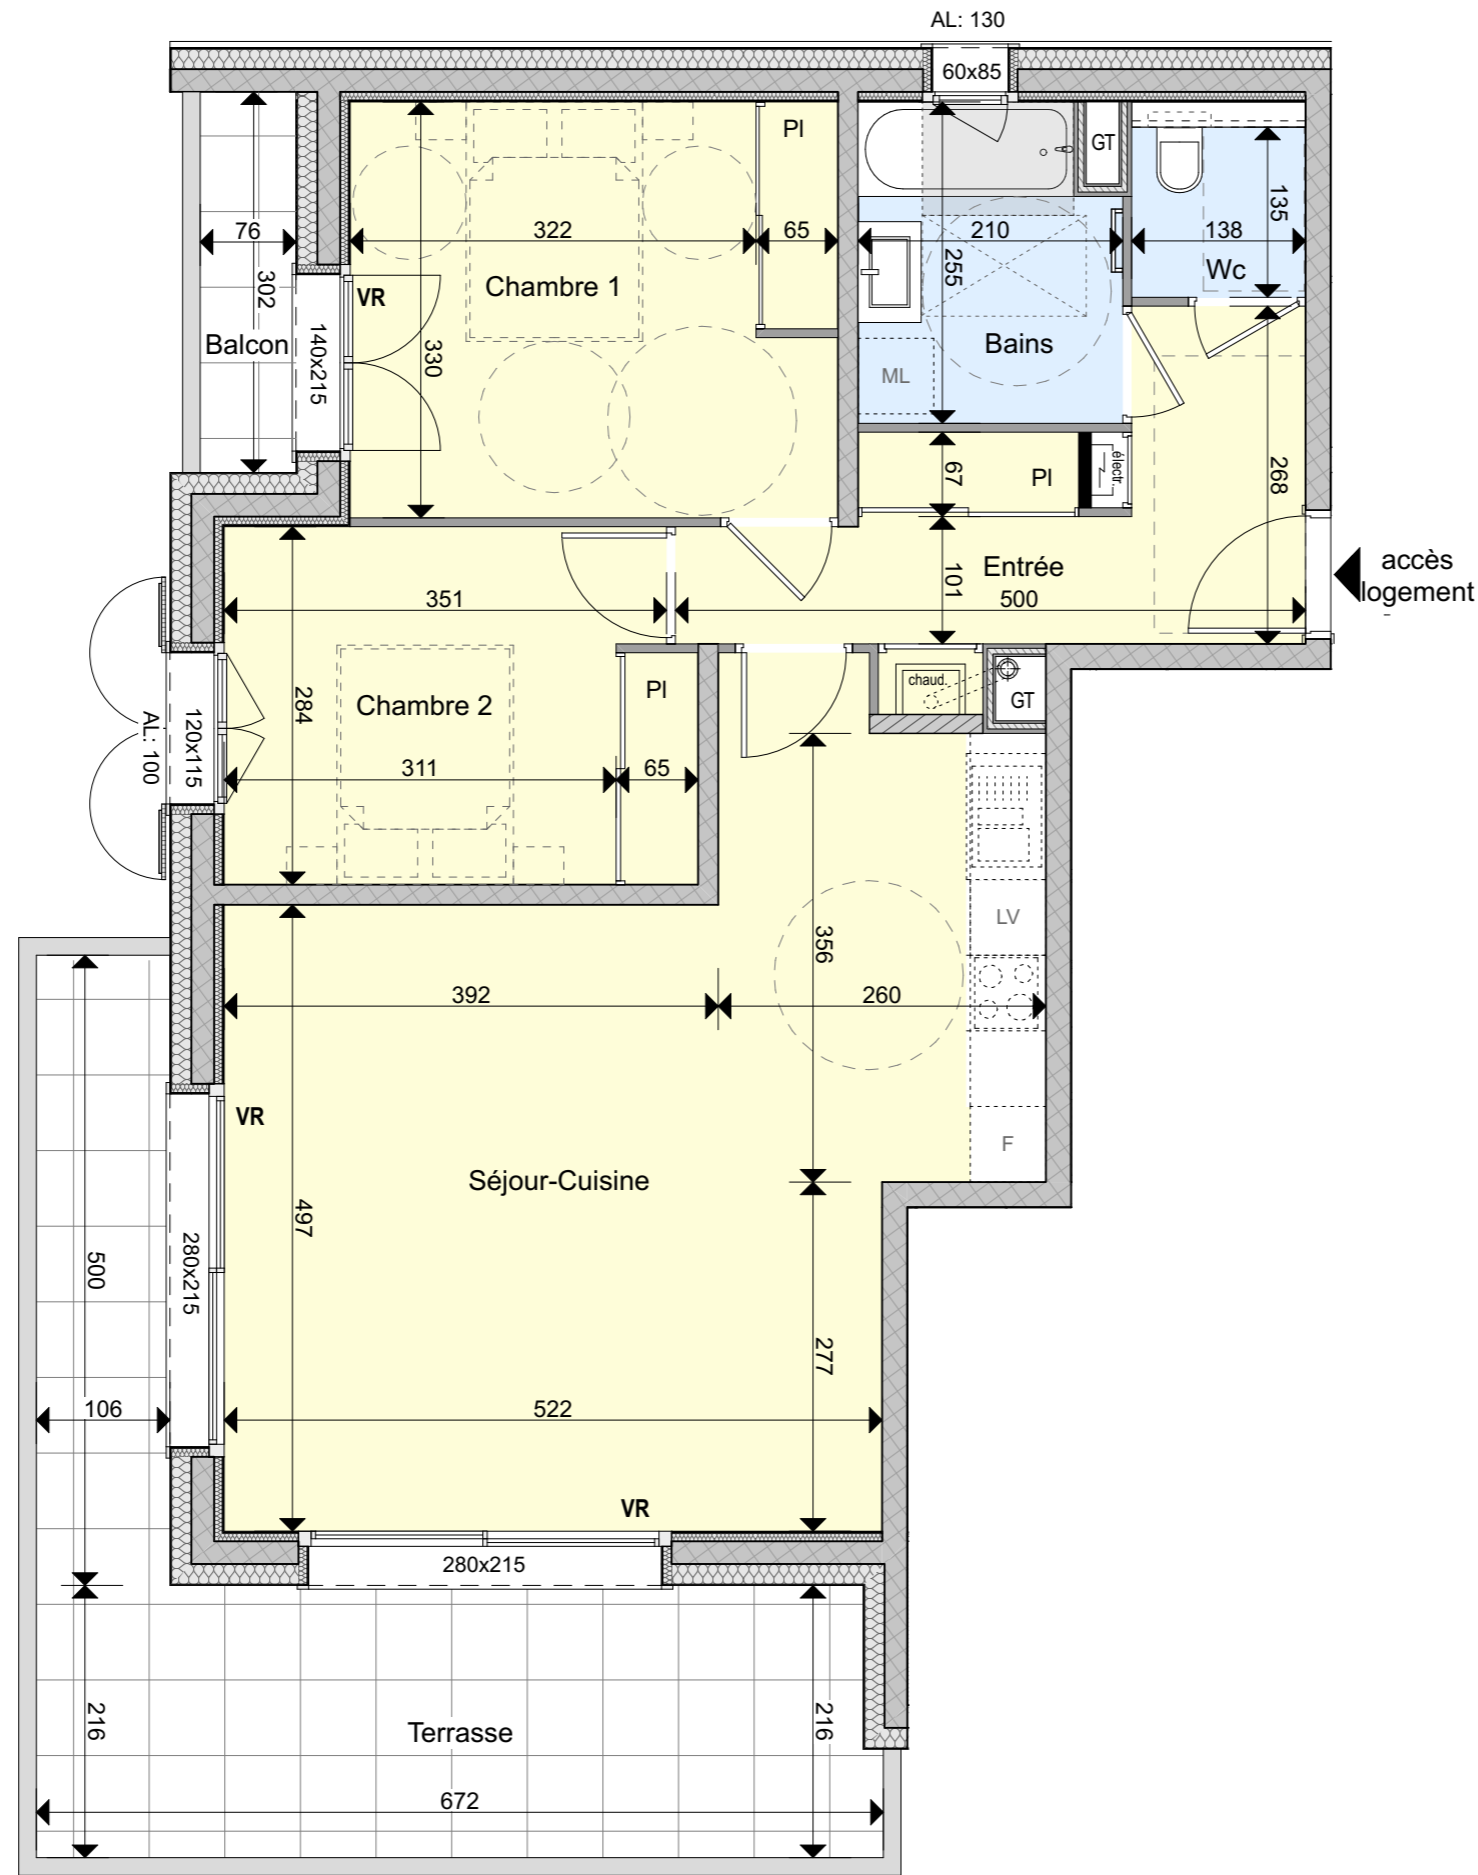 AL: 130
60x85
Pl
GT
322
65
210
138
135
76
302
255
Wc
Chambre 1
VR
Balcon
140x215
330
Bains
ML
268
67
Pl
électr.
Entrée
101
accès
logement
351
500
chaud.
GT
Chambre 2
Pl
284
120x115
AL: 100
311
65
LV
356
392
260
VR
F
Séjour-Cuisine
497
500
280x215
277
106
522
VR
280x215
216
Terrasse
216
672